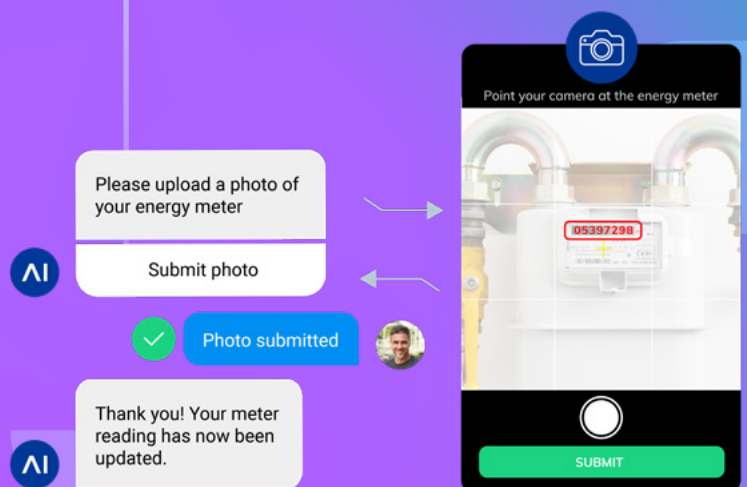 Point your camera at the energy meter
05397298
SUBMIT
Please upload a photo of
your energy meter
Submit photo
Photo submitted
Thank you! Your meter
reading has now been
updated.
AI
AI